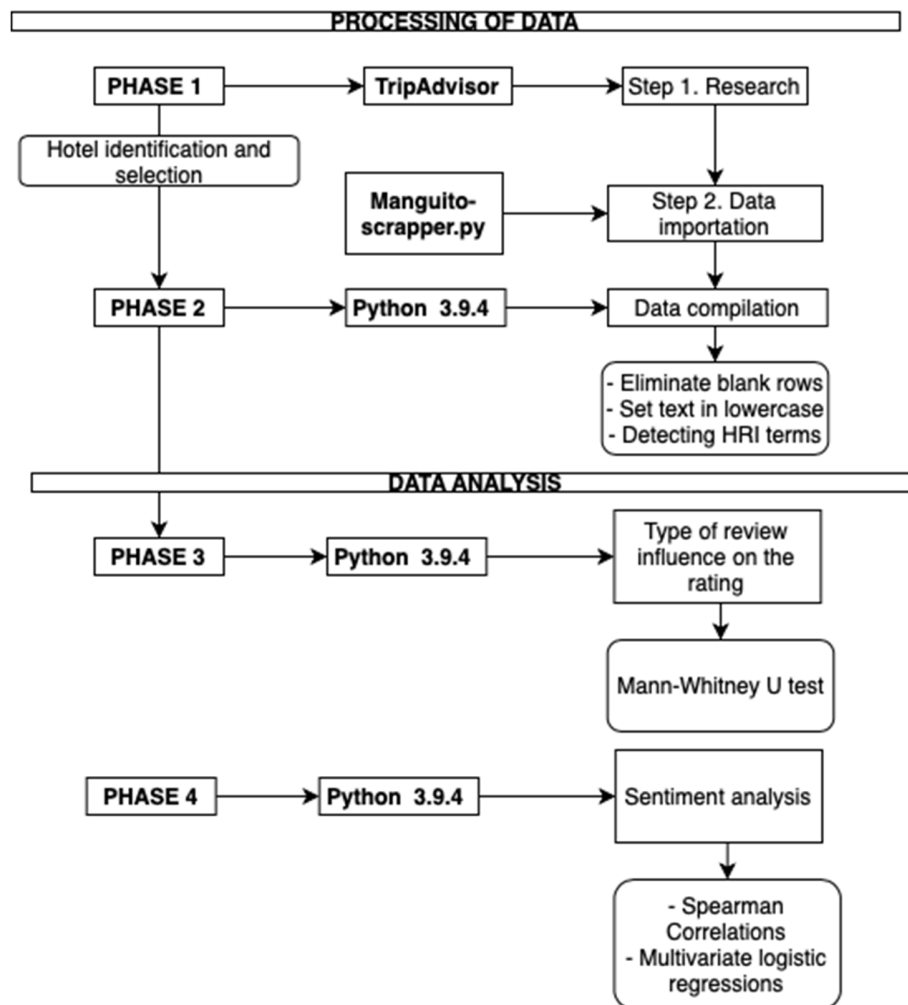 PROCESSING OF DATA
PHASE 1
TripAdvisor
Step 1. Research
Hotel identification and
selection
Manguito-
scrapper.py
Step 2. Data
importation
PHASE 2
Python 3.9.4
Data compilation
- Eliminate blank rows
- Set text in lowercase
- Detecting HRI terms
DATA ANALYSIS
PHASE 3
Python 3.9.4
Type of review
influence on the
rating
Mann-Whitney U test
PHASE 4
Python 3.9.4
Sentiment analysis
- Spearman
Correlations
- Multivariate logistic
regressions